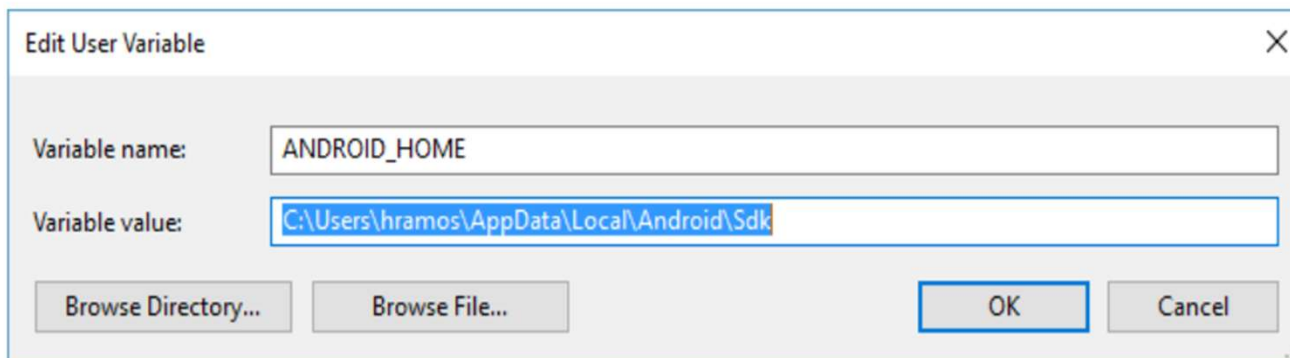 Edit User Variable
Variable name: ANDROID_HOME
Variable value: C:\Users\hramos\AppData\Local\Android\Sdk
Browse Directory... Browse File... OK Cancel